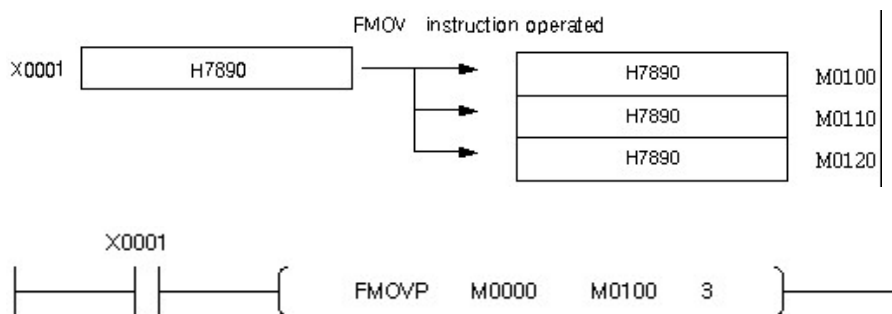 FMOV instruction operated
X0001 H7890 H7890 M0100
H7890 M0110
H7890 M0120
X0001
FMOVP M0000 M0100 3